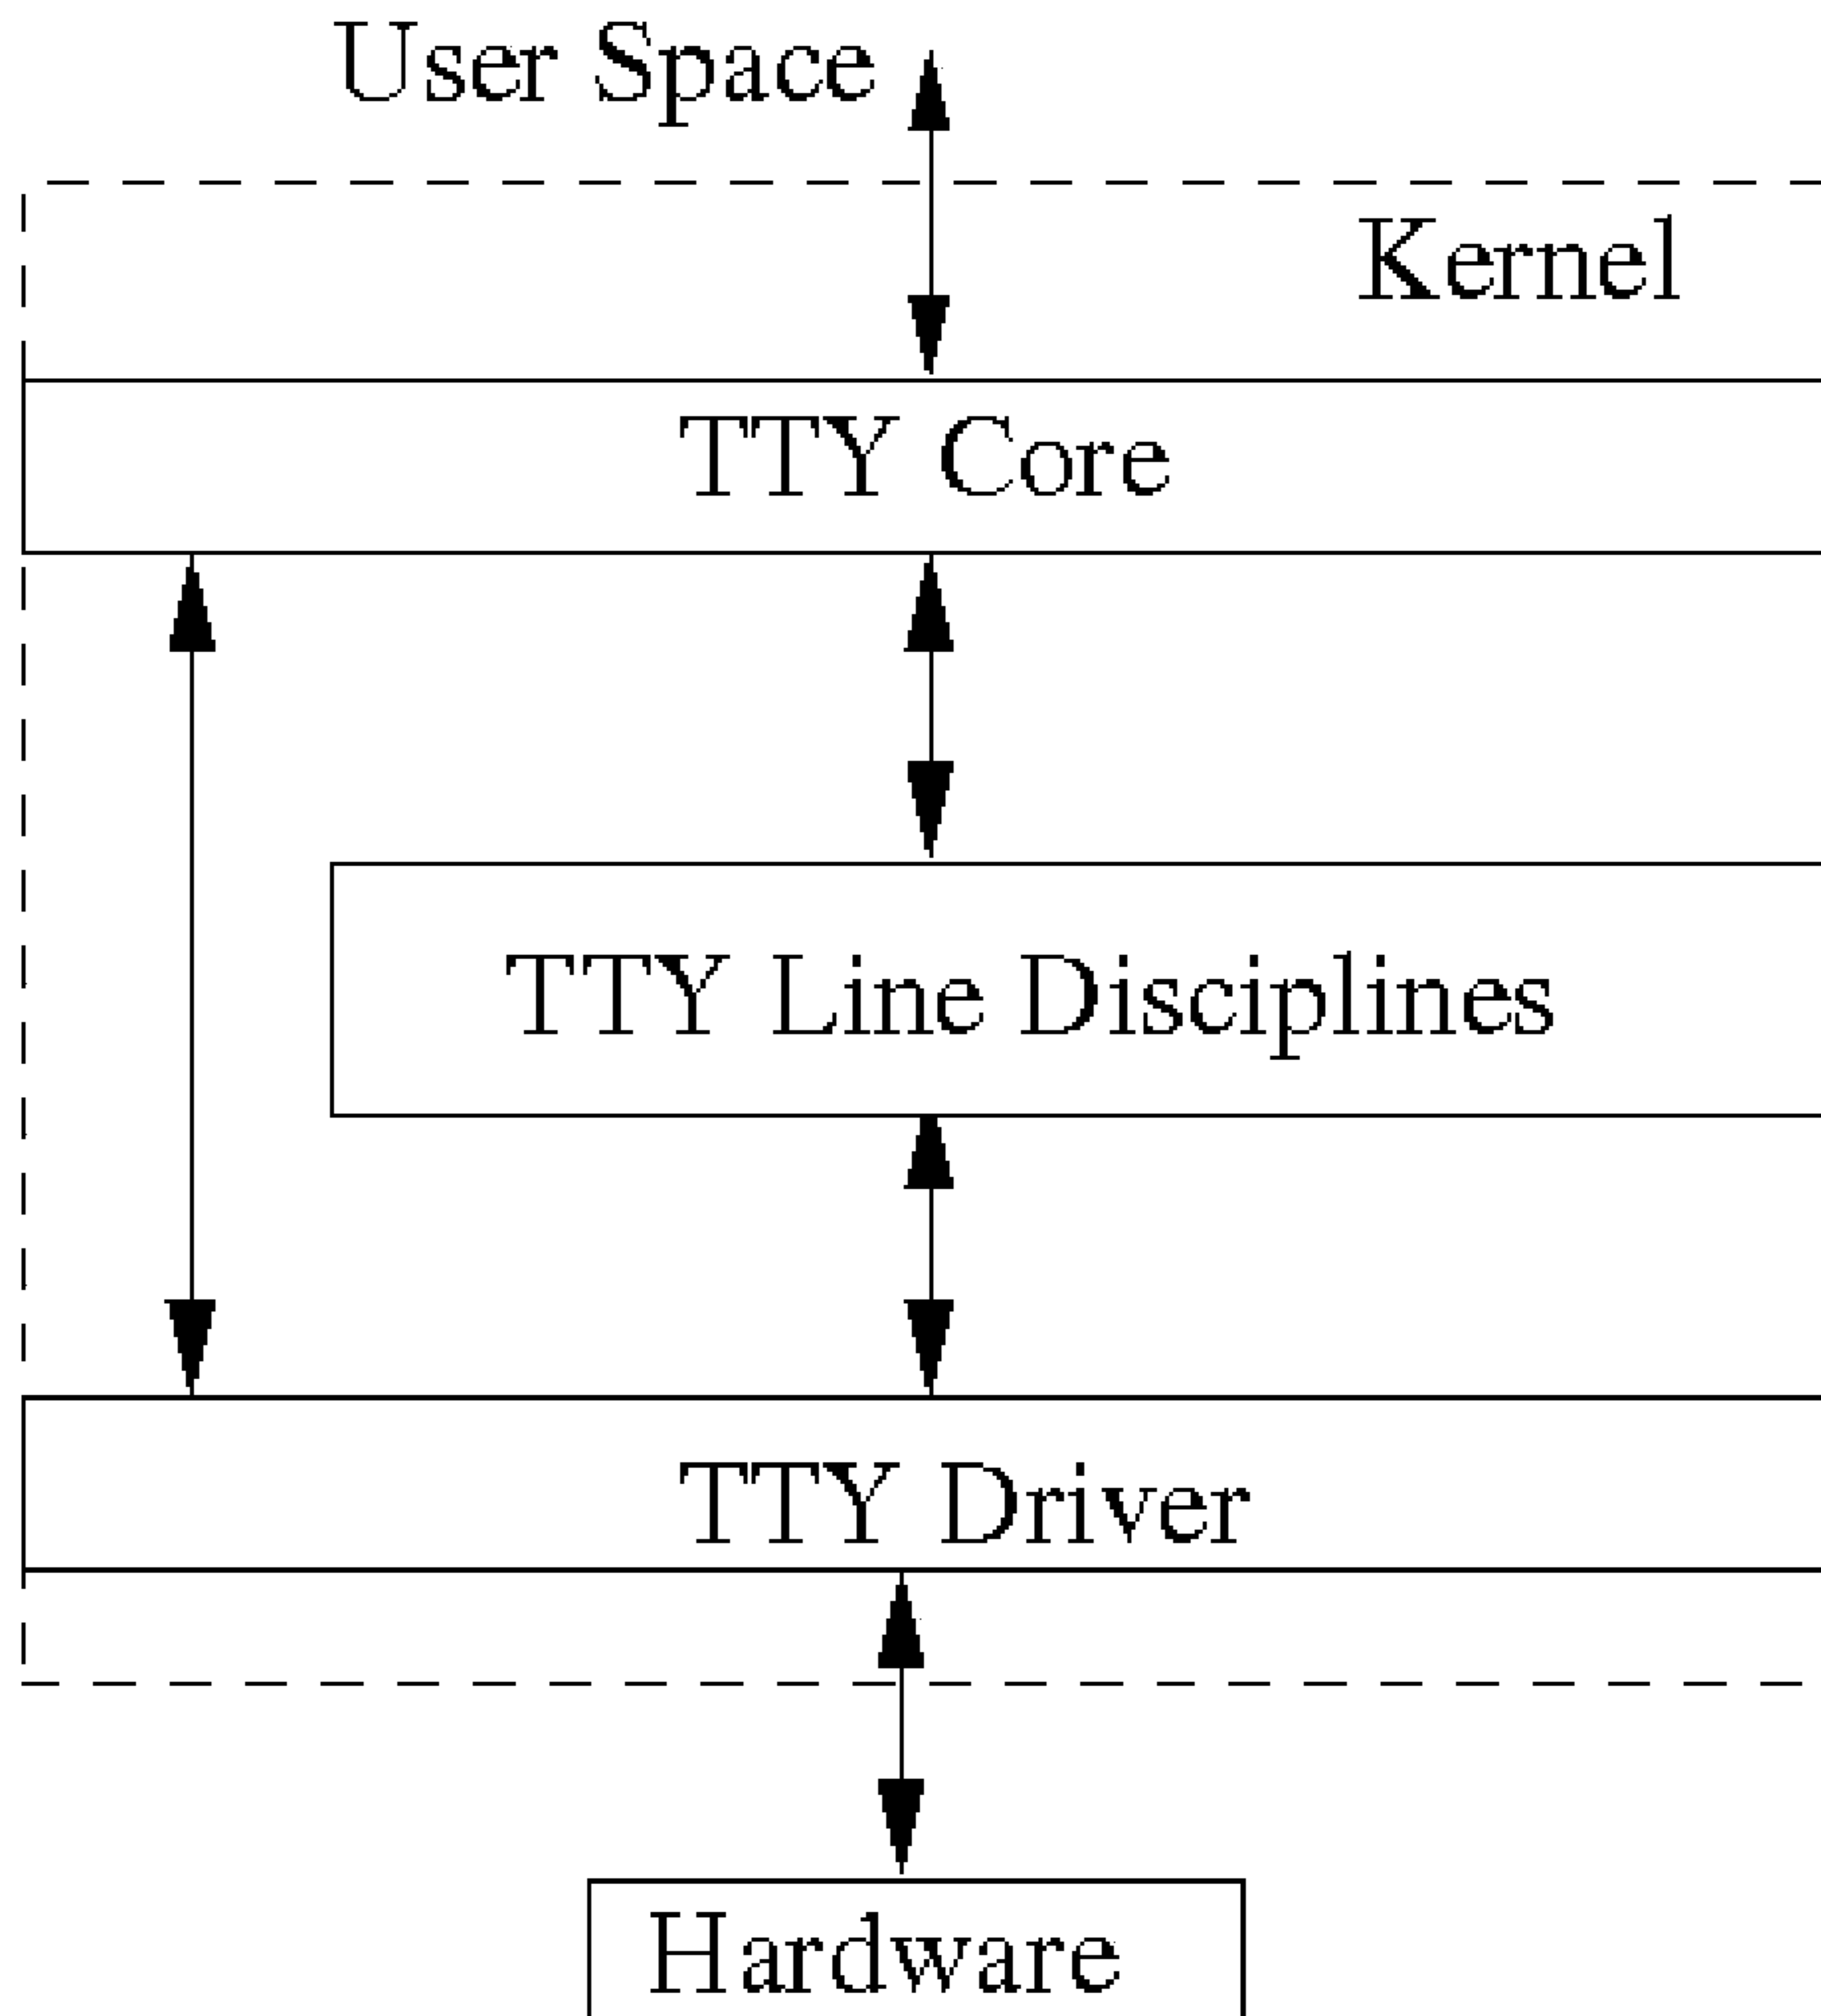 User Space
Kernel
TTY Core
TTY Line Disciplines
TTY Driver
Hardware